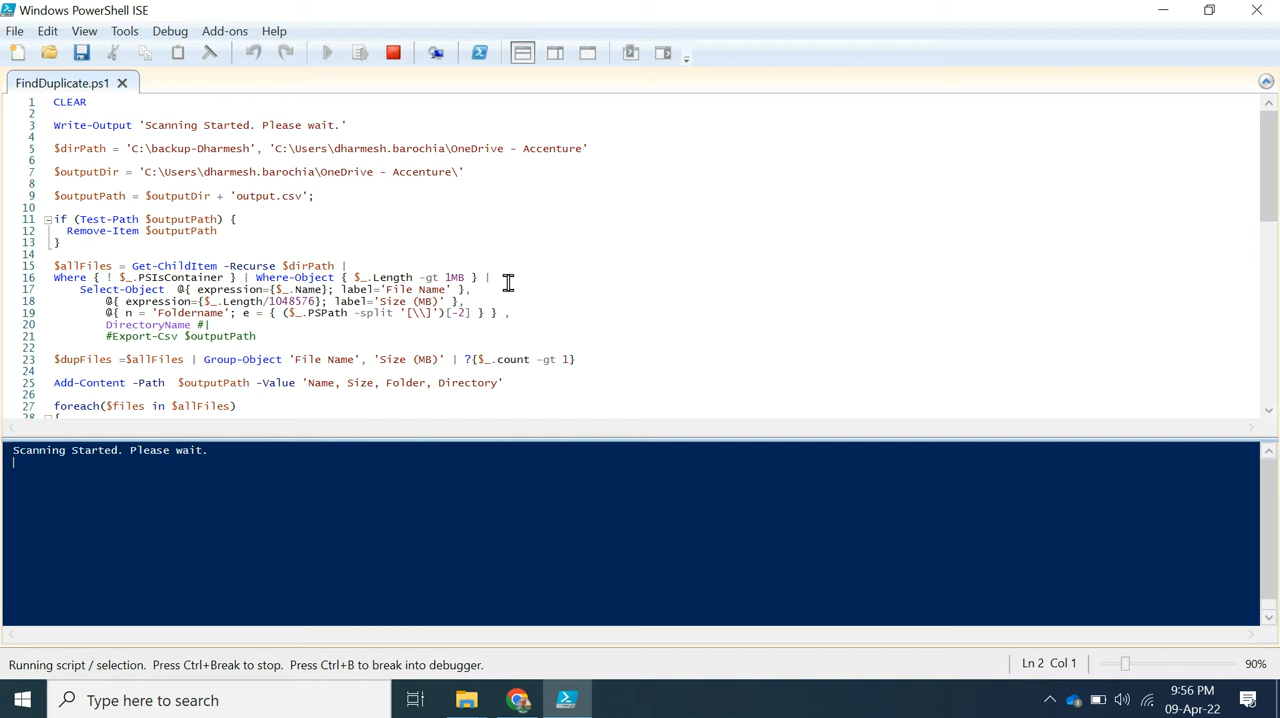 Windows PowerShell ISE
File Edit View Tools Debug Add-ons Help
FindDuplicate.ps1
1 CLEAR
2
3 Write-Output 'Scanning Started. Please wait.'
4
5 $dirPath = 'C:\backup-Dharmesh', 'C:\Users\dharmesh.barochia\OneDrive - Accenture'
6
7 $outputDir = 'C:\Users\dharmesh.barochia\OneDrive - Accenture\'
8
9 $outputPath = $outputDir + 'output.csv';
10
11 if (Test-Path $outputPath) {
12 Remove-Item $outputPath
13 }
14
15 $allFiles = Get-ChildItem -Recurse $dirPath |
16 Where { ! $_.PSIsContainer } | Where-Object { $_.Length -gt 1MB } |
17 Select-Object @{ expression={$_.Name}; label='File Name' },
18 @{ expression={$_.Length/1048576}; label='Size (MB)' },
19 @{ n = 'Foldername'; e = { ($_.PSPath -split '[\\]')[-2] } } ,
20 DirectoryName #|
21 #Export-Csv $outputPath
22
23 $dupFiles =$allFiles | Group-Object 'File Name', 'Size (MB)' | ?{$_.count -gt 1}
24
25 Add-Content -Path $outputPath -Value 'Name, Size, Folder, Directory'
26
27 foreach($files in $allFiles)
28 {
Scanning Started. Please wait.
Running script / selection. Press Ctrl+Break to stop. Press Ctrl+B to break into debugger.
Ln 2 Col 1
90%
Type here to search
9:56 PM
09-Apr-22